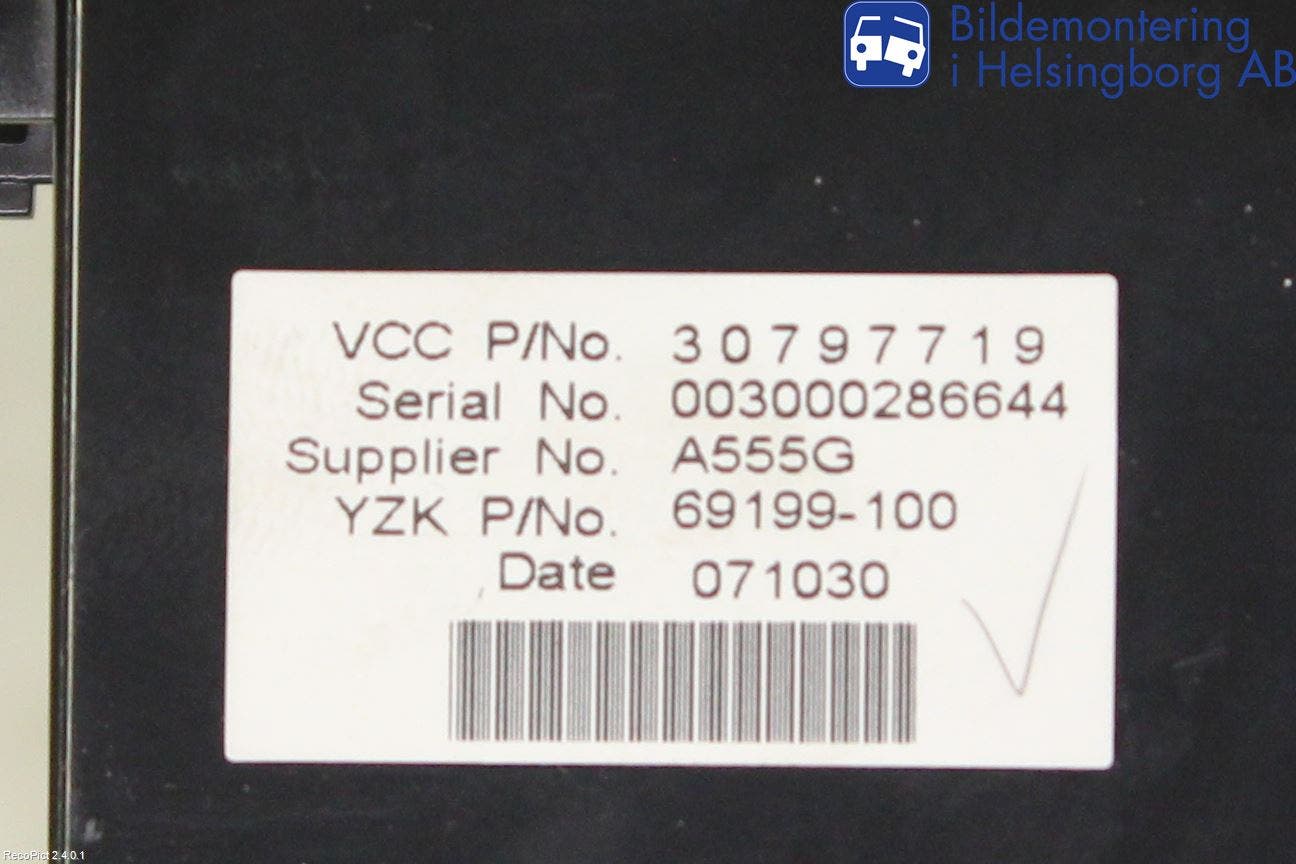 Bildemontering
i Helsingborg AB
VCC P/No. 30797719
Serial No. 003000286644
Supplier No. A555G
YZK P/No. 69199-100
Date 071030
RecoPict 2.4.0.1